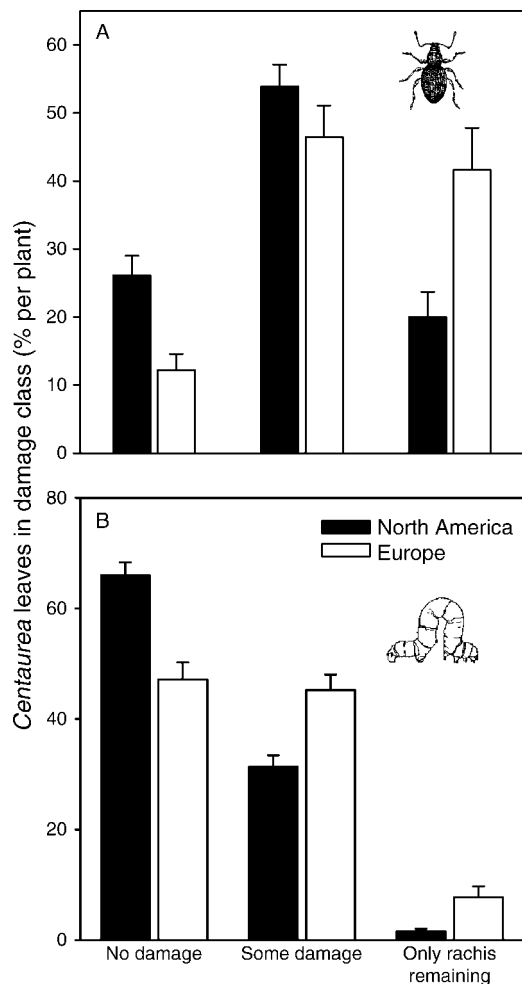 Centaurea leaves in damage class (% per plant)
A
60
50
40
30
20
10
0
80
B
North America
Europe
60
40
20
0
No damage
Some damage
Only rachis
remaining